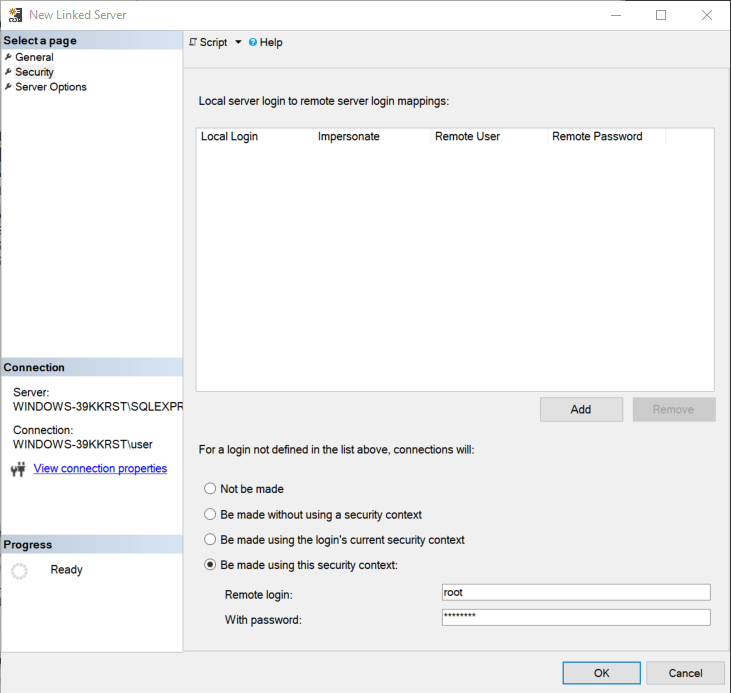 New Linked Server
Select a page
General
Security
Server Options
Script
Help
Local server login to remote server login mappings:
Local Login Impersonate Remote User Remote Password
Add Remove
Connection
Server:
WINDOWS-39KKRST\SQLEXPR
Connection:
WINDOWS-39KKRST\user
View connection properties
Progress
Ready
For a login not defined in the list above, connections will:
Not be made
Be made without using a security context
Be made using the login's current security context
Be made using this security context:
Remote login: root
With password: ********
OK Cancel